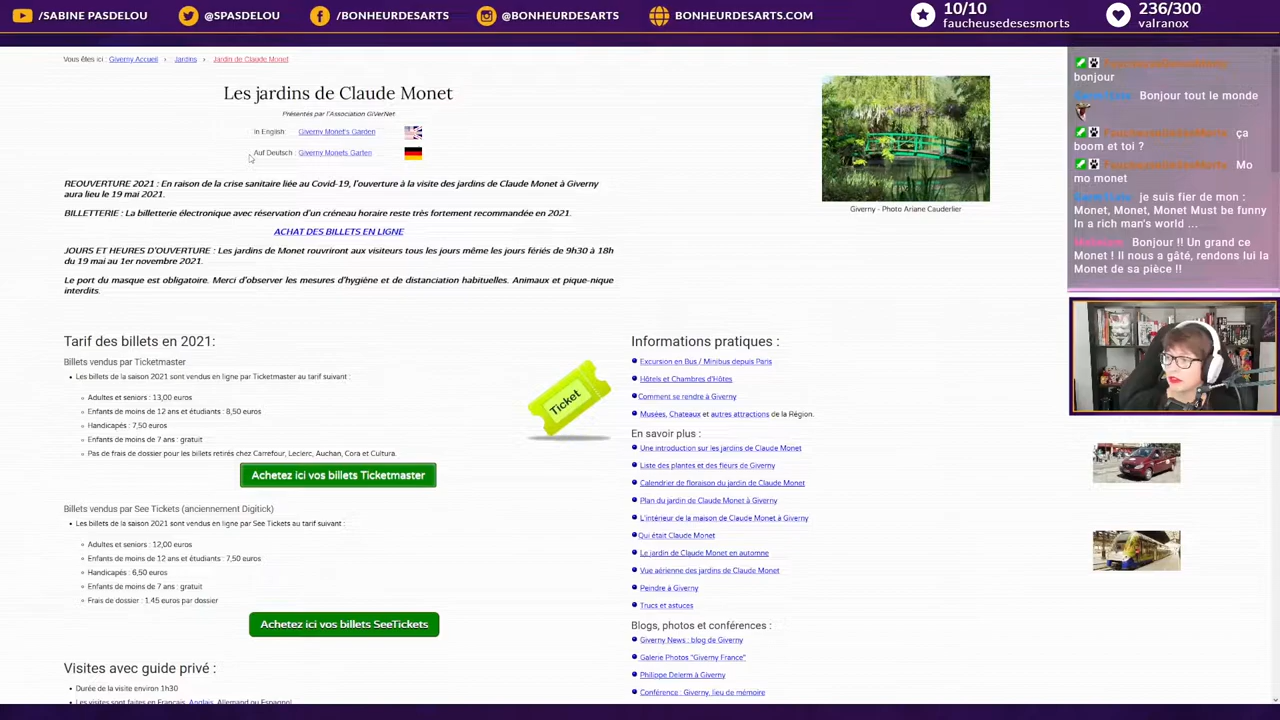 /SABINE PASDELOU
@SPASDELOU
/BONHEURDESARTS
@BONHEURDESARTS
BONHEURDESARTS.COM
10/10
faucheusedesesmorts
236/300
valranox
Vous êtes ici : Giverny Accueil › Jardins › Jardin de Claude Monet
Les jardins de Claude Monet
Présentés par l'Association GiVerNet
In English: Giverny Monet's Garden
Auf Deutsch : Giverny Monets Garten
REOUVERTURE 2021 : En raison de la crise sanitaire liée au Covid-19, l'ouverture à la visite des jardins de Claude Monet à Giverny
aura lieu le 19 mai 2021.
BILLETTERIE : La billetterie électronique avec réservation d'un créneau horaire reste très fortement recommandée en 2021.
ACHAT DES BILLETS EN LIGNE
JOURS ET HEURES D'OUVERTURE : Les jardins de Monet rouvriront aux visiteurs tous les jours même les jours fériés de 9h30 à 18h
du 19 mai au 1er novembre 2021.
Le port du masque est obligatoire. Merci d'observer les mesures d'hygiène et de distanciation habituelles. Animaux et pique-nique
interdits.
Giverny - Photo Ariane Cauderlier
Tarif des billets en 2021:
Billets vendus par Ticketmaster
Les billets de la saison 2021 sont vendus en ligne par Ticketmaster au tarif suivant :
Adultes et seniors : 13,00 euros
Enfants de moins de 12 ans et étudiants : 8,50 euros
Handicapés : 7,50 euros
Enfants de moins de 7 ans : gratuit
Pas de frais de dossier pour les billets retirés chez Carrefour, Leclerc, Auchan, Cora et Cultura.
Achetez ici vos billets Ticketmaster
Ticket
Billets vendus par See Tickets (anciennement Digitick)
Les billets de la saison 2021 sont vendus en ligne par See Tickets au tarif suivant :
Adultes et seniors : 12,00 euros
Enfants de moins de 12 ans et étudiants : 7,50 euros
Handicapés : 6,50 euros
Enfants de moins de 7 ans : gratuit
Frais de dossier : 1.45 euros par dossier
Achetez ici vos billets SeeTickets
Visites avec guide privé :
Durée de la visite environ 1h30
Les visites sont faites en Français, Anglais, Allemand ou Espagnol
Informations pratiques :
Excursion en Bus / Minibus depuis Paris
Hôtels et Chambres d'Hôtes
Comment se rendre à Giverny
Musées, Chateaux et autres attractions de la Région.
En savoir plus :
Une introduction sur les jardins de Claude Monet
Liste des plantes et des fleurs de Giverny
Calendrier de floraison du jardin de Claude Monet
Plan du jardin de Claude Monet à Giverny
L'intérieur de la maison de Claude Monet à Giverny
Qui était Claude Monet
Le jardin de Claude Monet en automne
Vue aérienne des jardins de Claude Monet
Peindre à Giverny
Trucs et astuces
Blogs, photos et conférences :
Giverny News : blog de Giverny
Galerie Photos "Giverny France"
Philippe Delerm à Giverny
Conférence : Giverny, lieu de mémoire
bonjour
Bonjour tout le monde
ça
boom et toi ?
Mo
mo monet
je suis fier de mon :
Monet, Monet, Monet Must be funny
In a rich man's world ...
Bonjour !! Un grand ce
Monet ! Il nous a gâté, rendons lui la
Monet de sa pièce !!